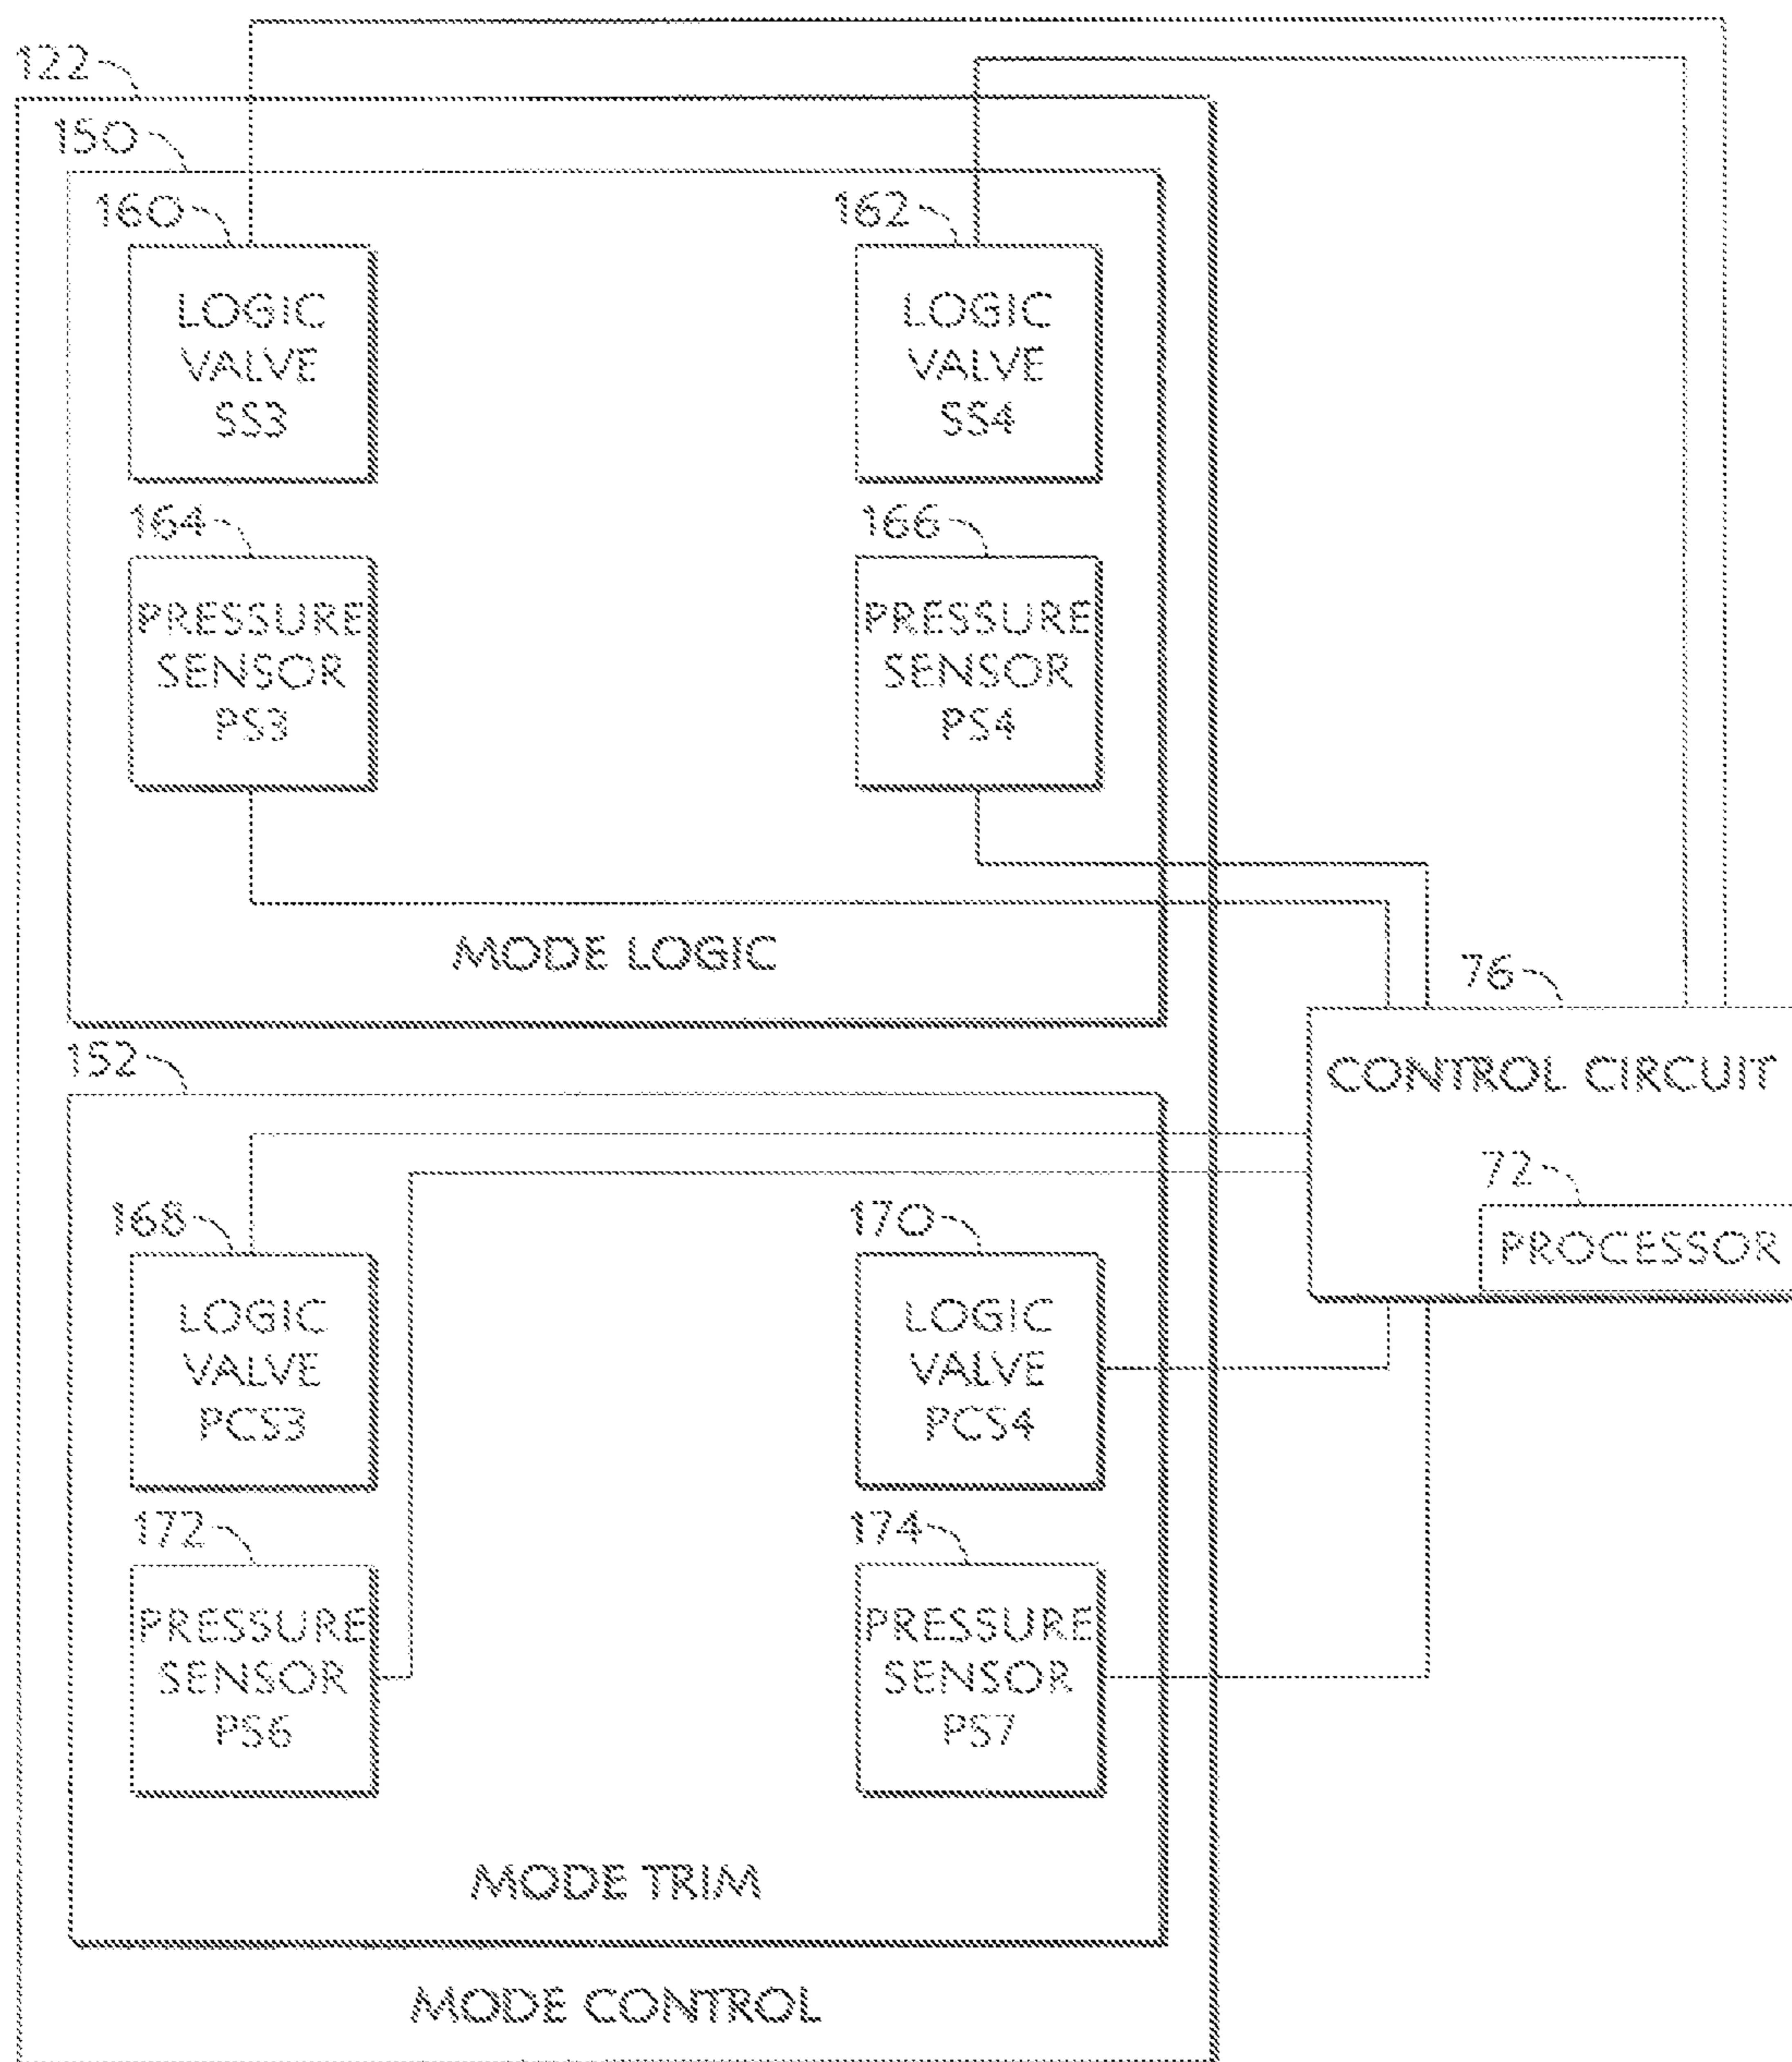 122
150
160
LOGIC
VALVE
SS3
162
LOGIC
VALVE
SS4
164
PRESSURE
SENSOR
PS3
166
PRESSURE
SENSOR
PS4
MODE LOGIC
76
CONTROL CIRCUIT
72
PROCESSOR
152
168
LOGIC
VALVE
PCS3
170
LOGIC
VALVE
PCS4
172
PRESSURE
SENSOR
PS6
174
PRESSURE
SENSOR
PS7
MODE TRIM
MODE CONTROL